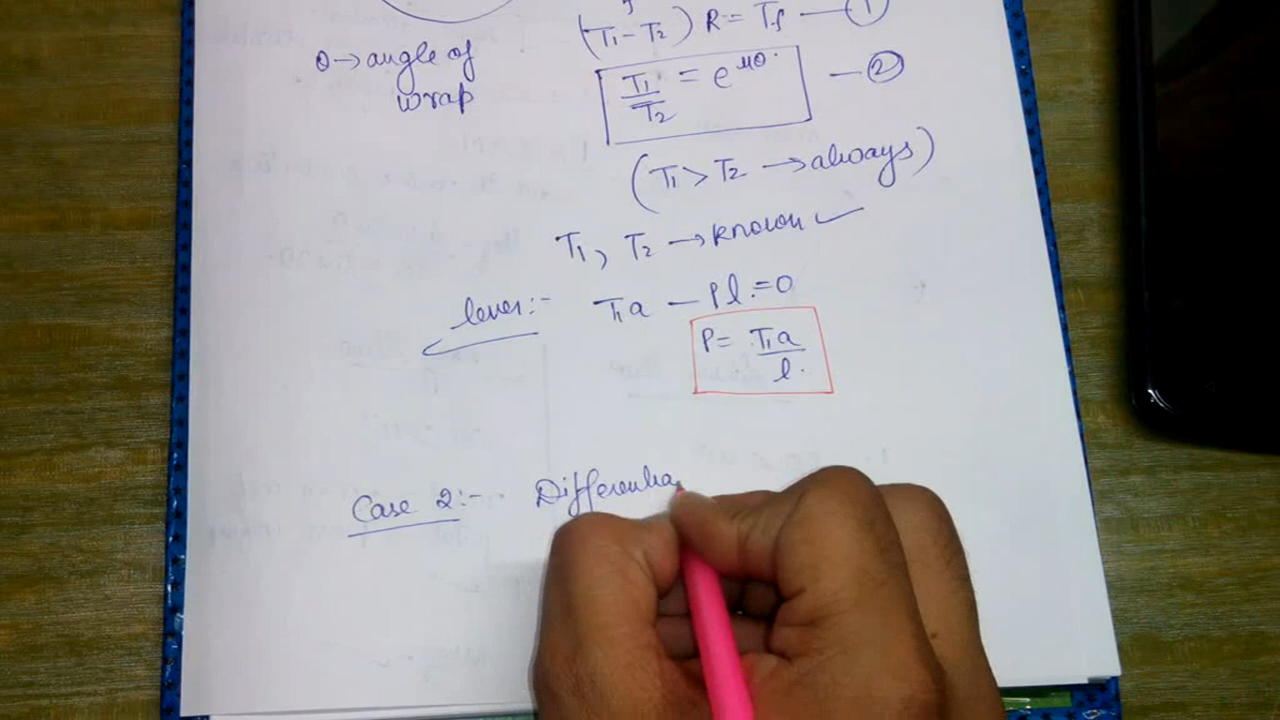 (T1 - T2) R = Tf — ①
θ → angle of
wrap
T1/T2 = e^μθ. — ②
(T1 > T2 → always)
T1, T2 → known ✓
lever:- T1a — Pl. = 0
P = T1a/l.
Case 2:- Differentia